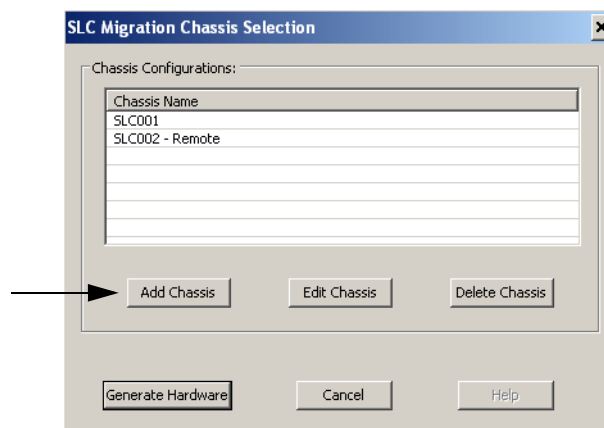 SLC Migration Chassis Selection
Chassis Configurations:
Chassis Name
SLC001
SLC002 - Remote
Add Chassis
Edit Chassis
Delete Chassis
Generate Hardware
Cancel
Help